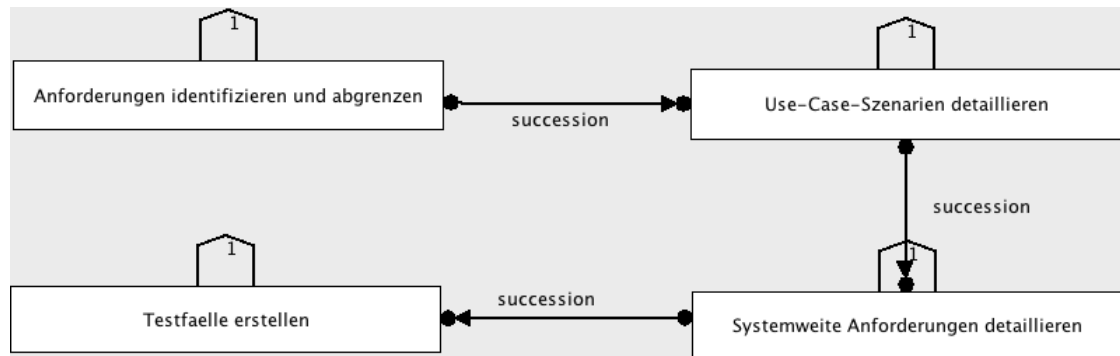 1
Anforderungen identifizieren und abgrenzen
succession
1
Use-Case-Szenarien detaillieren
succession
1
Systemweite Anforderungen detaillieren
succession
1
Testfaelle erstellen